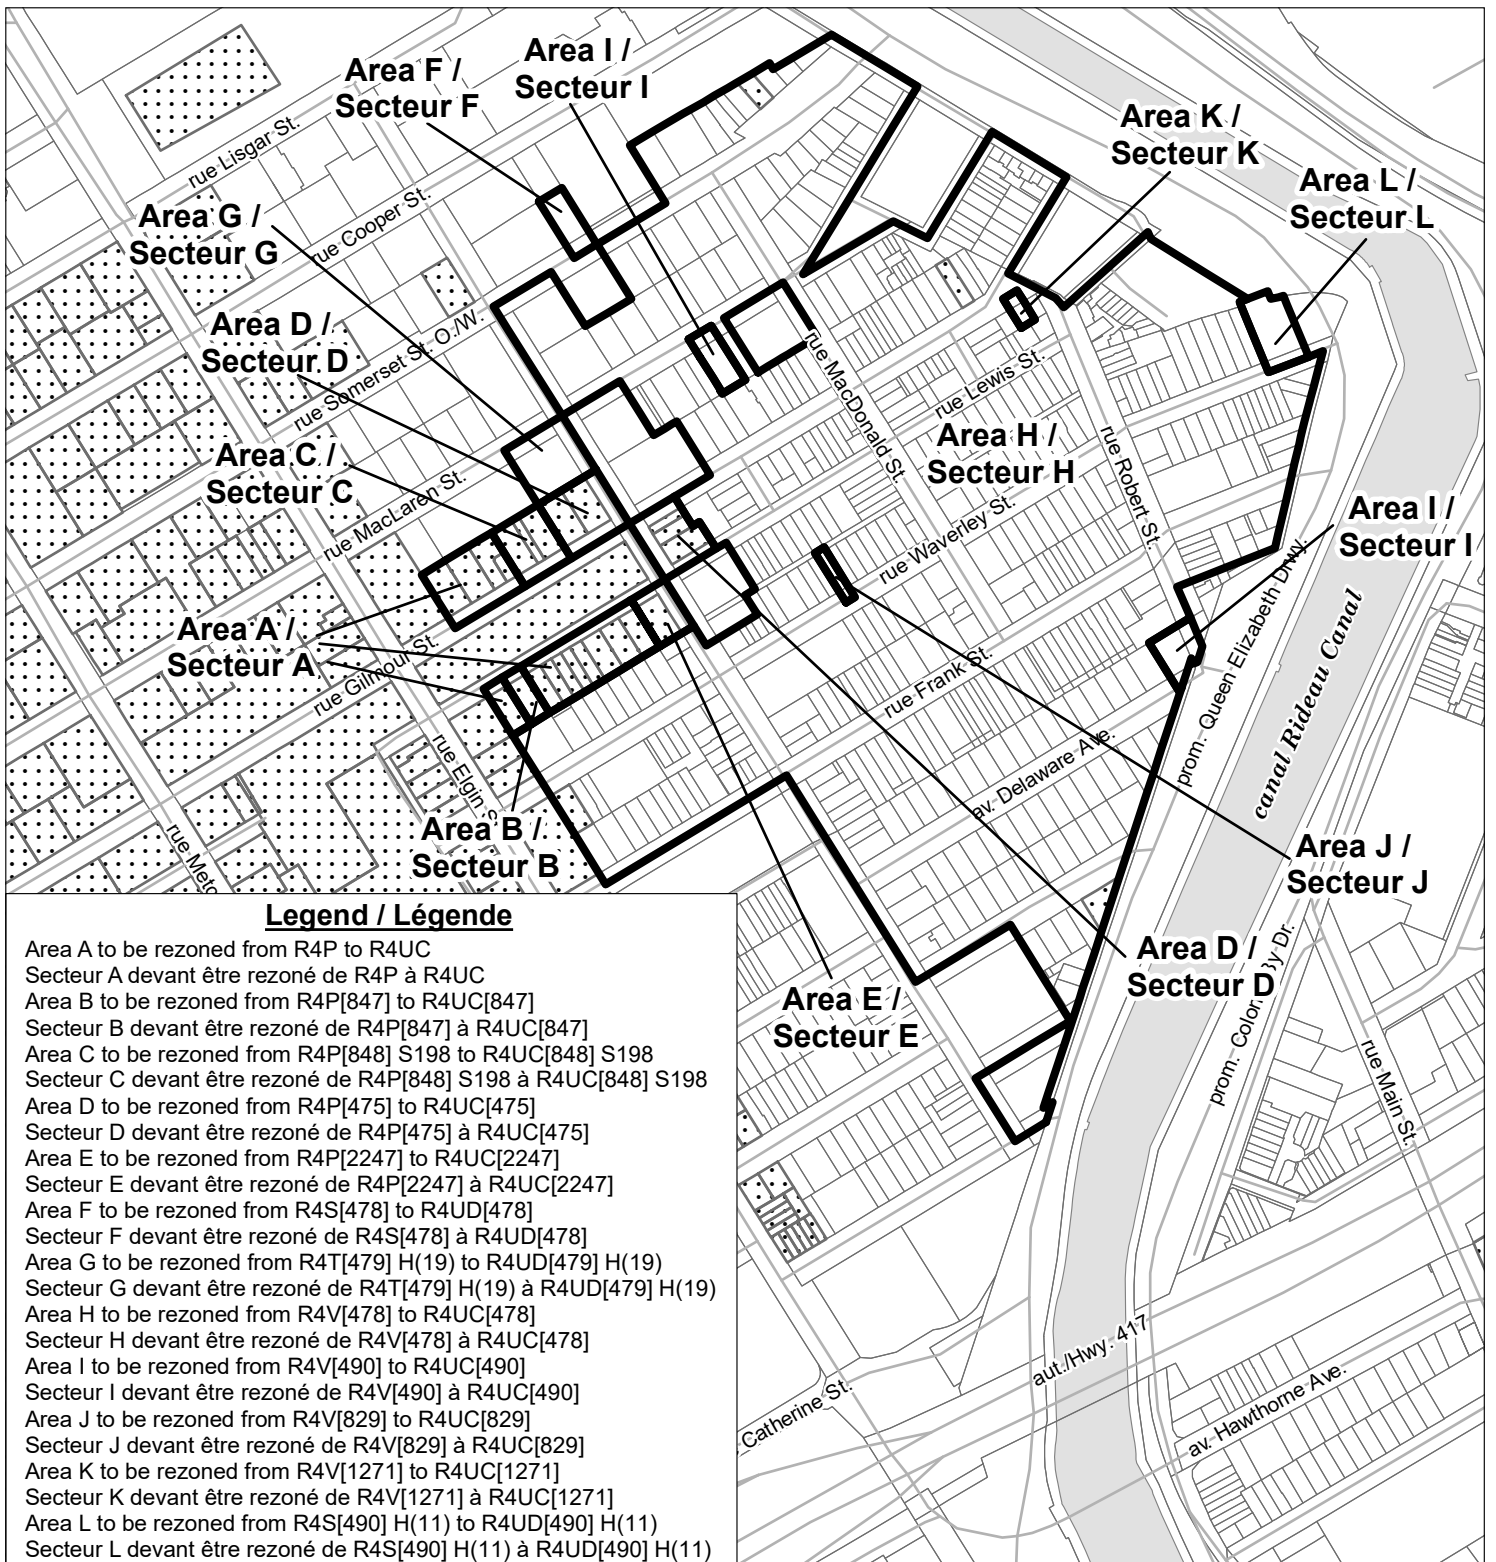 Area F /
Secteur F
Area I /
Secteur I
Area K /
Secteur K
Area L /
Secteur L
rue Lisgar St.
Area G /
Secteur G
rue Cooper St.
Area D /
Secteur D
rue Somerset St. O./W.
rue MacDonald St.
rue Lewis St.
Area C /
Secteur C
rue MacLaren St.
Area H /
Secteur H
rue Robert St.
Area I /
Secteur I
rue Waverley St.
prom. Queen Elizabeth Drwy.
canal Rideau Canal
Area A /
Secteur A
rue Gilmour St.
rue Frank St.
av. Delaware Ave.
rue Elgin S
Area B /
Secteur B
rue Metc
Area J /
Secteur J
Area D /
Secteur D
Area E /
Secteur E
prom. Colon By Dr.
rue Main St.
aut./Hwy. 417
Catherine St.
av. Hawthorne Ave.
Legend / Légende
Area A to be rezoned from R4P to R4UC
Secteur A devant être rezoné de R4P à R4UC
Area B to be rezoned from R4P[847] to R4UC[847]
Secteur B devant être rezoné de R4P[847] à R4UC[847]
Area C to be rezoned from R4P[848] S198 to R4UC[848] S198
Secteur C devant être rezoné de R4P[848] S198 à R4UC[848] S198
Area D to be rezoned from R4P[475] to R4UC[475]
Secteur D devant être rezoné de R4P[475] à R4UC[475]
Area E to be rezoned from R4P[2247] to R4UC[2247]
Secteur E devant être rezoné de R4P[2247] à R4UC[2247]
Area F to be rezoned from R4S[478] to R4UD[478]
Secteur F devant être rezoné de R4S[478] à R4UD[478]
Area G to be rezoned from R4T[479] H(19) to R4UD[479] H(19)
Secteur G devant être rezoné de R4T[479] H(19) à R4UD[479] H(19)
Area H to be rezoned from R4V[478] to R4UC[478]
Secteur H devant être rezoné de R4V[478] à R4UC[478]
Area I to be rezoned from R4V[490] to R4UC[490]
Secteur I devant être rezoné de R4V[490] à R4UC[490]
Area J to be rezoned from R4V[829] to R4UC[829]
Secteur J devant être rezoné de R4V[829] à R4UC[829]
Area K to be rezoned from R4V[1271] to R4UC[1271]
Secteur K devant être rezoné de R4V[1271] à R4UC[1271]
Area L to be rezoned from R4S[490] H(11) to R4UD[490] H(11)
Secteur L devant être rezoné de R4S[490] H(11) à R4UD[490] H(11)